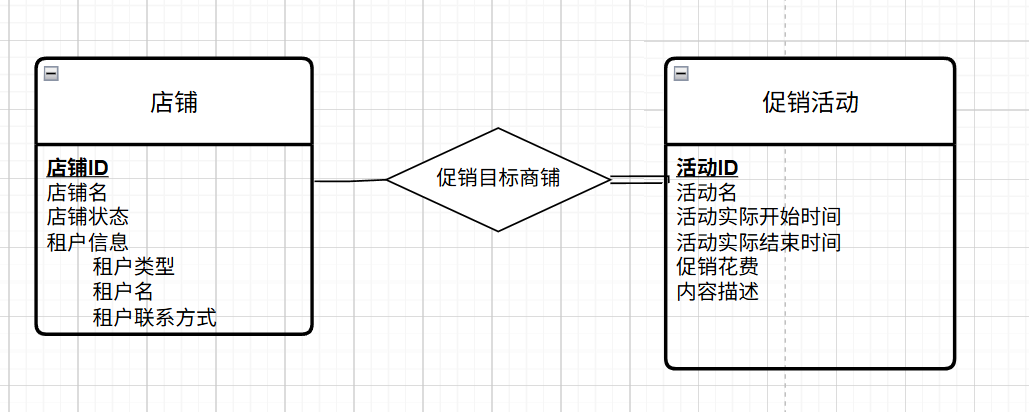 店铺
店铺ID
店铺名
店铺状态
租户信息
租户类型
租户名
租户联系方式
促销目标商铺
促销活动
活动ID
活动名
活动实际开始时间
活动实际结束时间
促销花费
内容描述